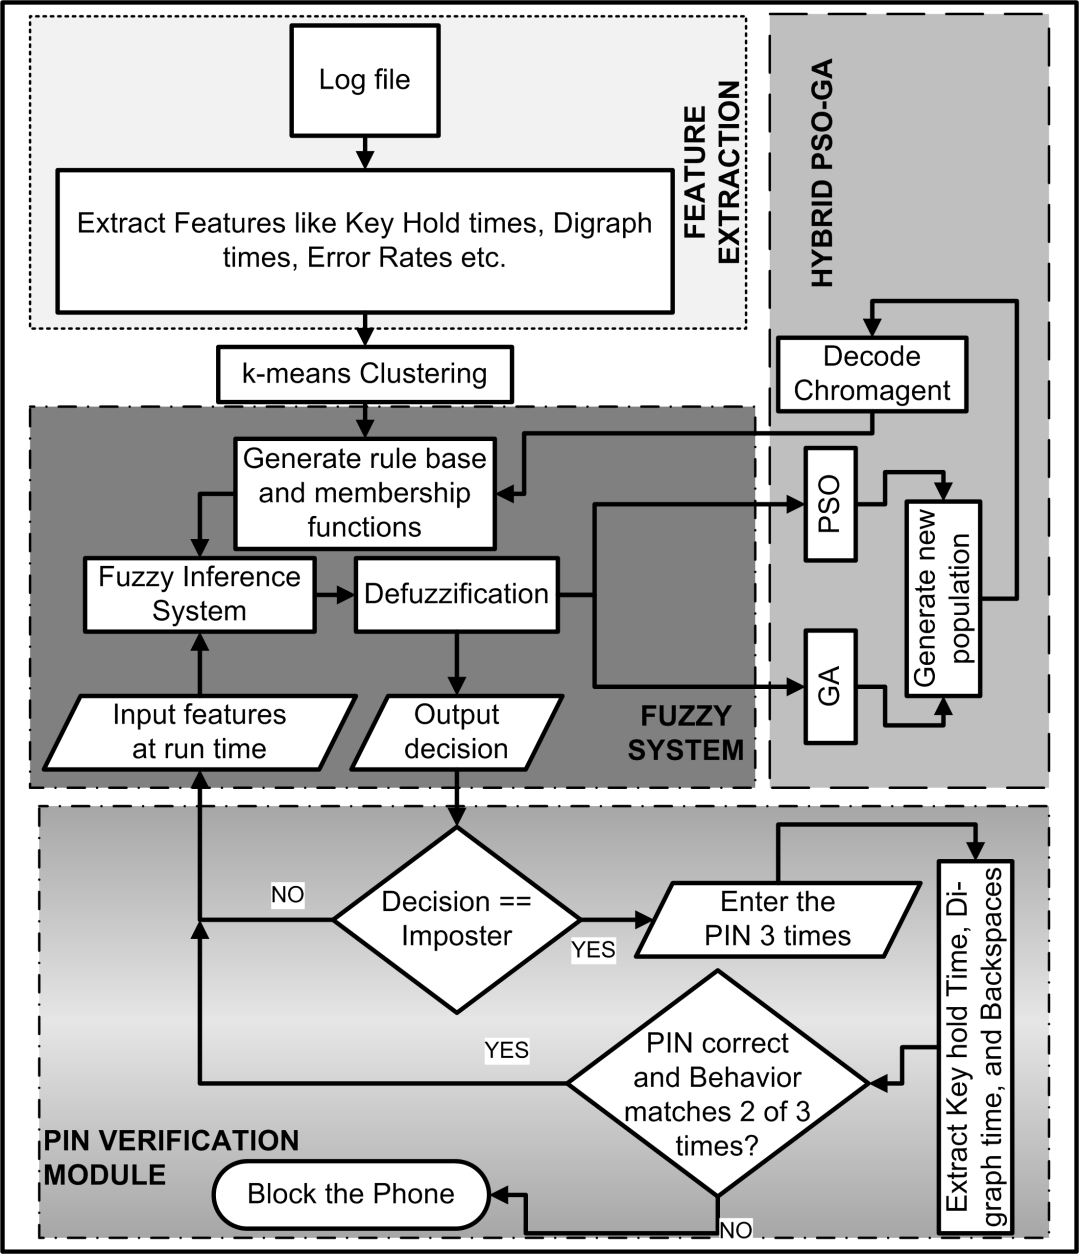 Log file
Extract Features like Key Hold times, Digraph
times, Error Rates etc.
FEATURE
EXTRACTION
k-means Clustering
HYBRID PSO-GA
Decode
Chromagent
Generate rule base
and membership
functions
Fuzzy Inference
System
Defuzzification
PSO
GA
Generate new
population
Input features
at run time
Output
decision
FUZZY
SYSTEM
Decision ==
Imposter
NO
YES
Enter the
PIN 3 times
Extract Key hold Time, Di-
graph time, and Backspaces
PIN correct
and Behavior
matches 2 of 3
times?
YES
NO
Block the Phone
PIN VERIFICATION
MODULE